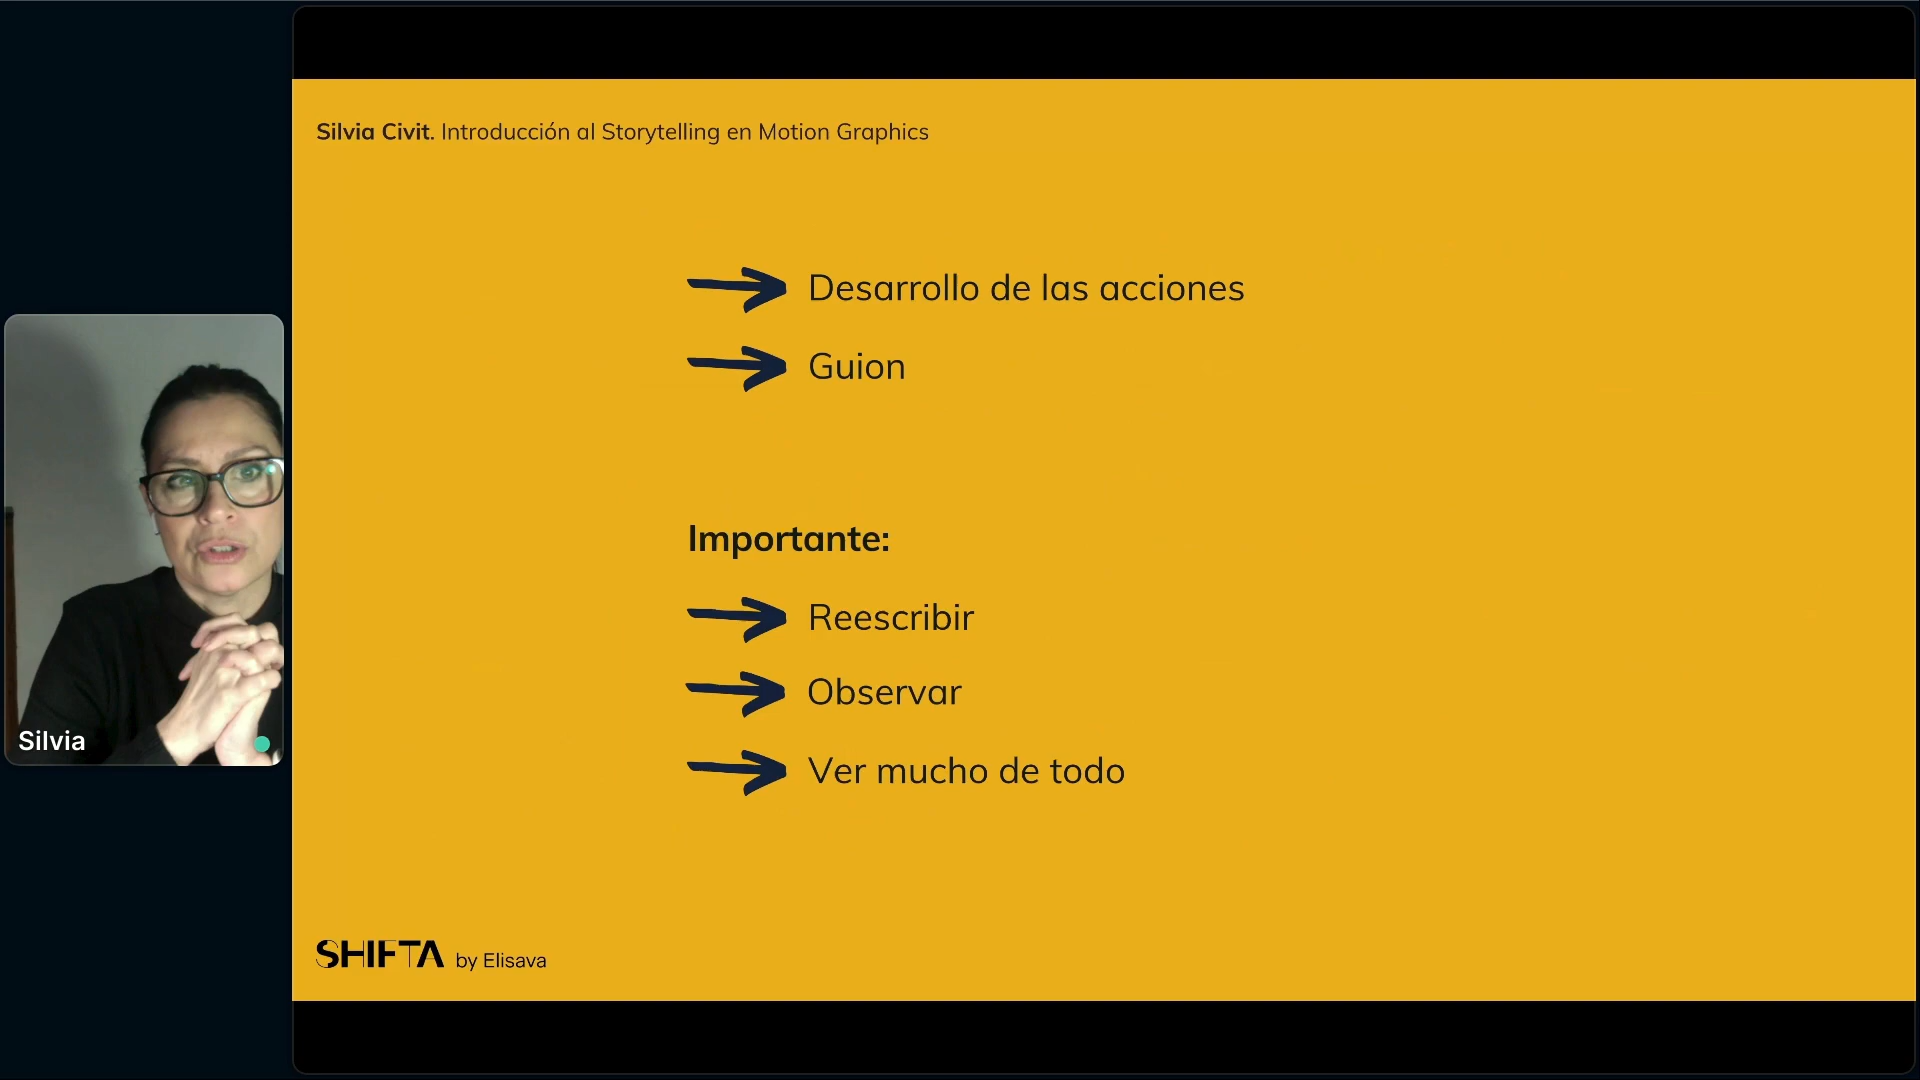 Silvia Civit. Introducción al Storytelling en Motion Graphics
Desarrollo de las acciones
Guion
Importante:
Reescribir
Observar
Ver mucho de todo
Silvia
SHIFTA by Elisava